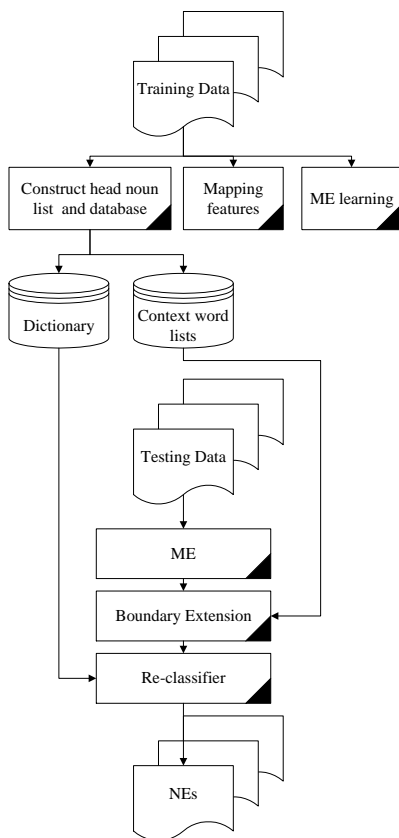 Training Data
Construct head noun
list and database
Mapping
features
ME learning
Dictionary
Context word
lists
Testing Data
ME
Boundary Extension
Re-classifier
NEs